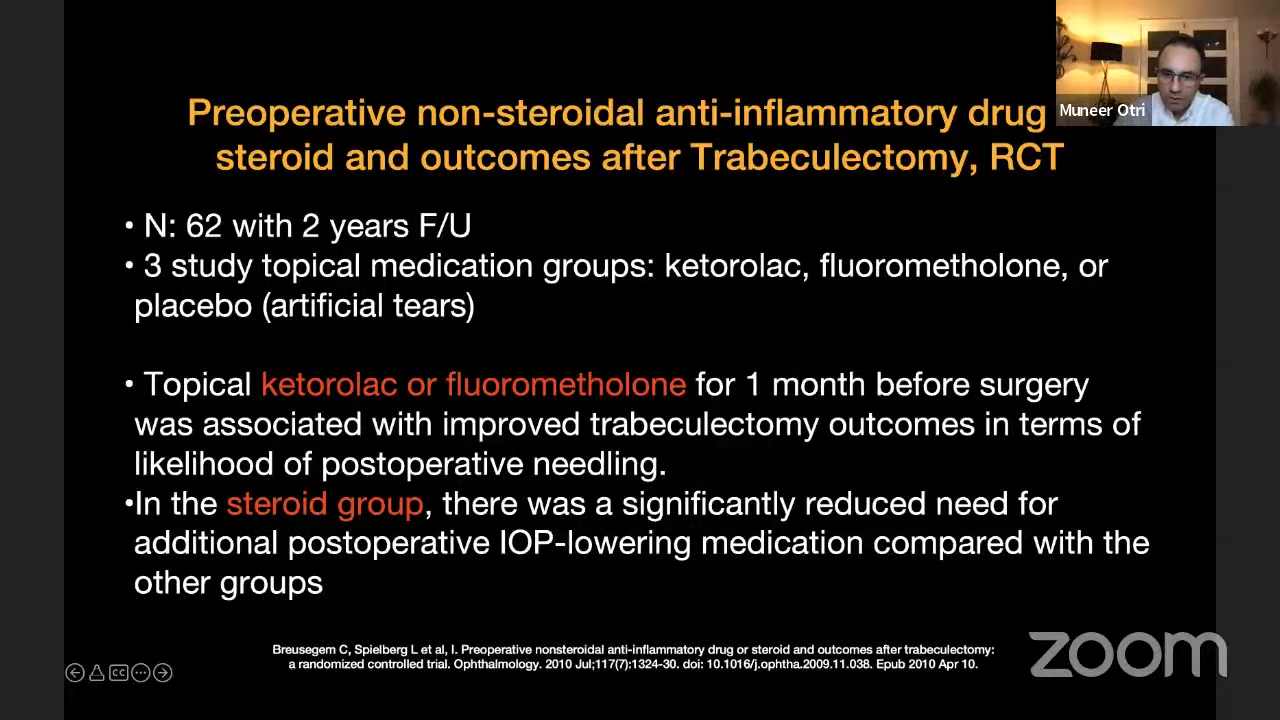 Preoperative non-steroidal anti-inflammatory drug
steroid and outcomes after Trabeculectomy, RCT
Muneer Otri
• N: 62 with 2 years F/U
• 3 study topical medication groups: ketorolac, fluorometholone, or
placebo (artificial tears)
• Topical ketorolac or fluorometholone for 1 month before surgery
was associated with improved trabeculectomy outcomes in terms of
likelihood of postoperative needling.
•In the steroid group, there was a significantly reduced need for
additional postoperative IOP-lowering medication compared with the
other groups
Breusegem C, Spielberg L et al, I. Preoperative nonsteroidal anti-inflammatory drug or steroid and outcomes after trabeculectomy:
a randomized controlled trial. Ophthalmology. 2010 Jul;117(7):1324-30. doi: 10.1016/j.ophtha.2009.11.038. Epub 2010 Apr 10.
CC
zoom